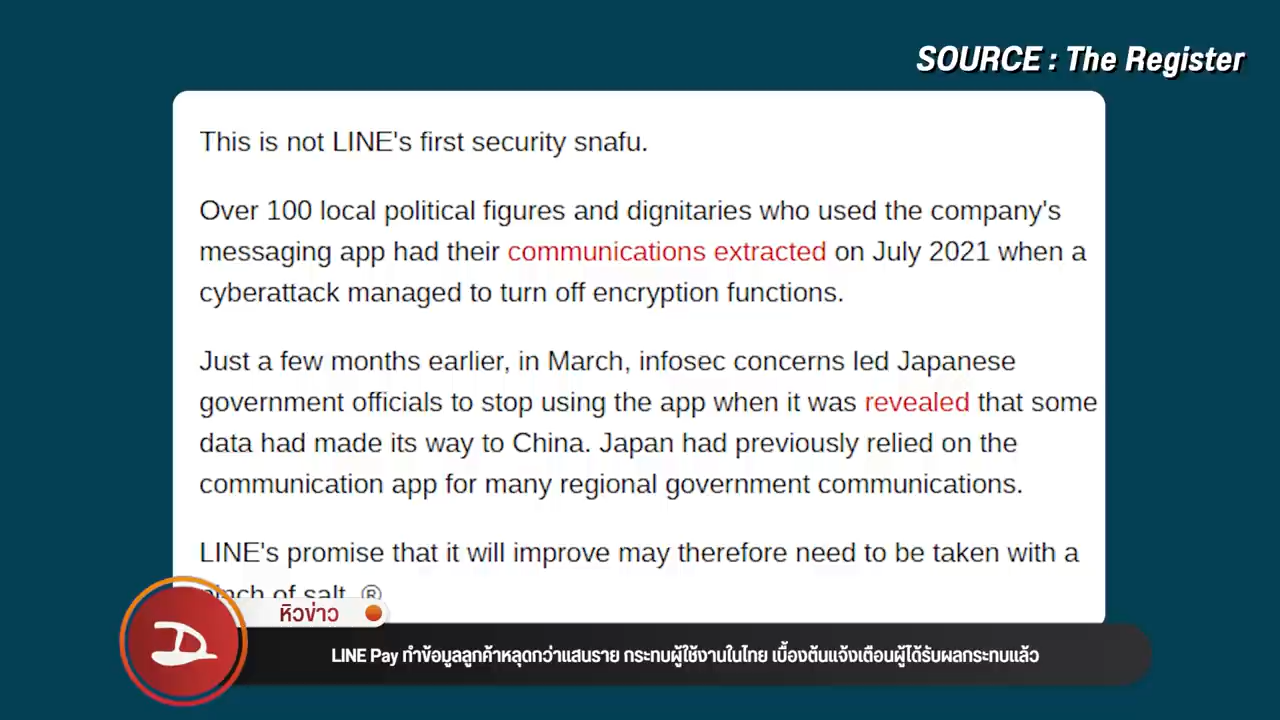 SOURCE : The Register
This is not LINE's first security snafu.
Over 100 local political figures and dignitaries who used the company's
messaging app had their communications extracted on July 2021 when a
cyberattack managed to turn off encryption functions.
Just a few months earlier, in March, infosec concerns led Japanese
government officials to stop using the app when it was revealed that some
data had made its way to China. Japan had previously relied on the
communication app for many regional government communications.
LINE's promise that it will improve may therefore need to be taken with a
pinch of salt. ®
หิวข่าว
LINE Pay ทำข้อมูลลูกค้าหลุดกว่าแสนราย กระทบผู้ใช้งานในไทย เบื้องต้นแจ้งเตือนผู้ได้รับผลกระทบแล้ว